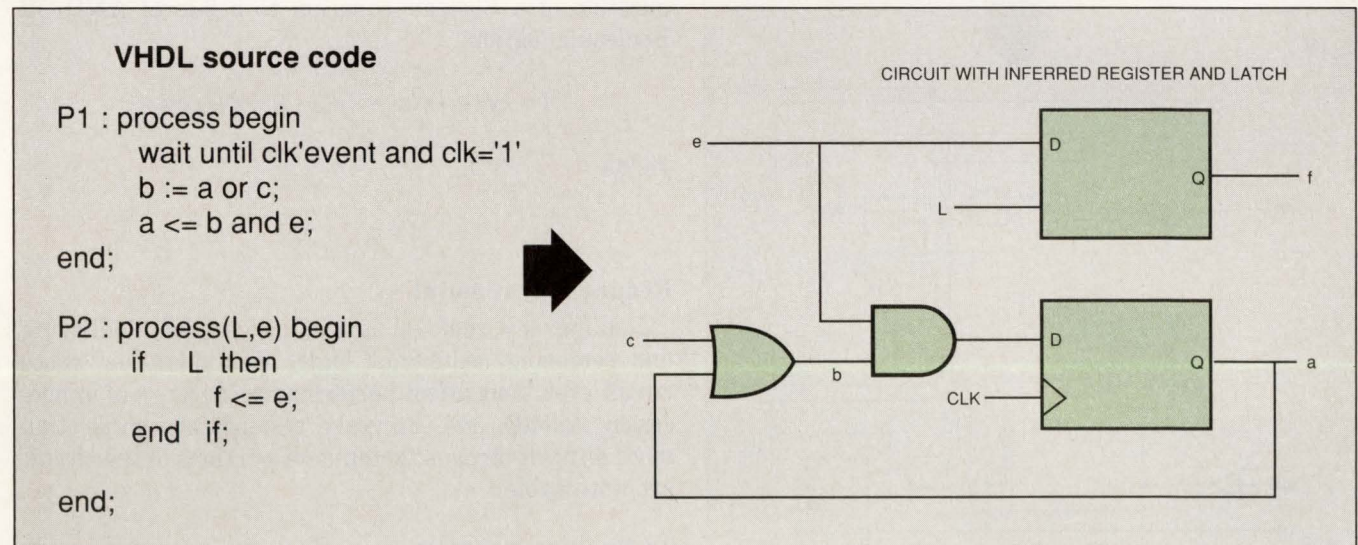 VHDL source code
P1 : process begin
wait until clk'event and clk='1'
b := a or c;
a <= b and e;
end;
P2 : process(L,e) begin
if L then
f <= e;
end if;
end;
CIRCUIT WITH INFERRED REGISTER AND LATCH
e
D
Q
f
L
c
b
D
Q
a
CLK